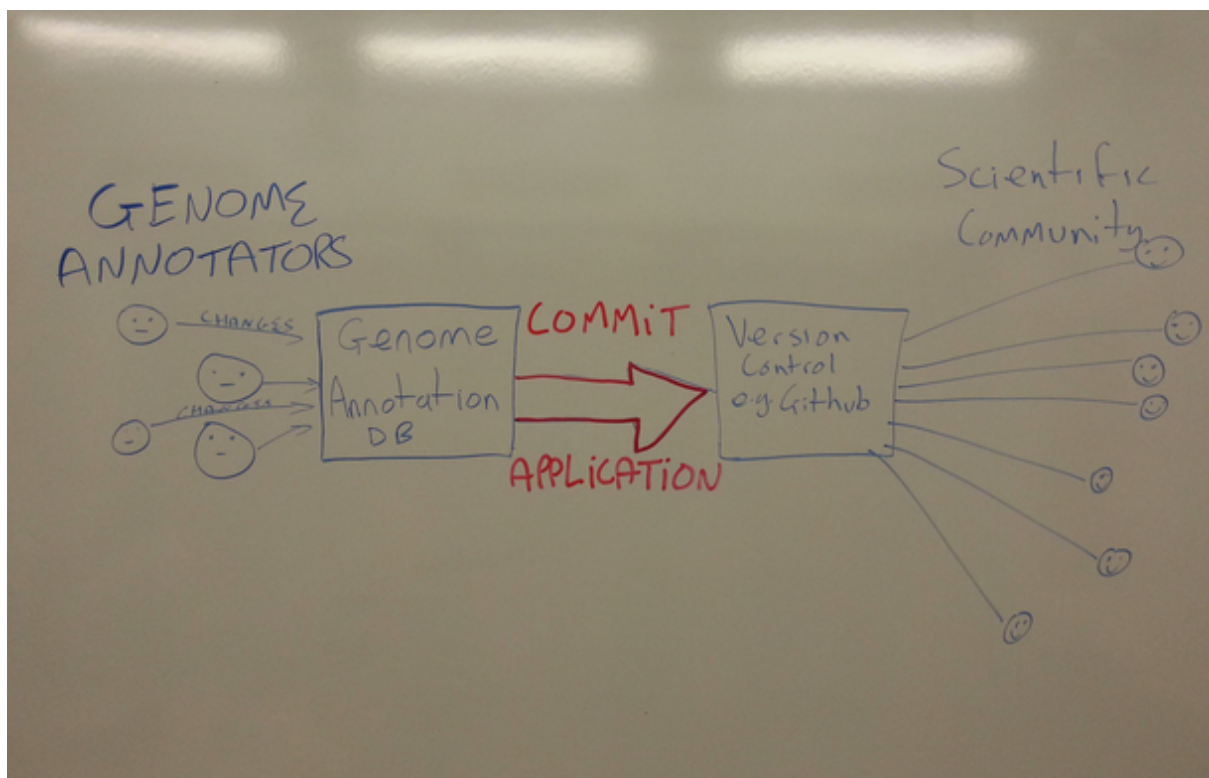 GENOME
ANNOTATORS
CHANGES
CHANGES
Genome
Annotation
DB
COMMIT
APPLICATION
Version
Control
e.g. Github
Scientific
Community